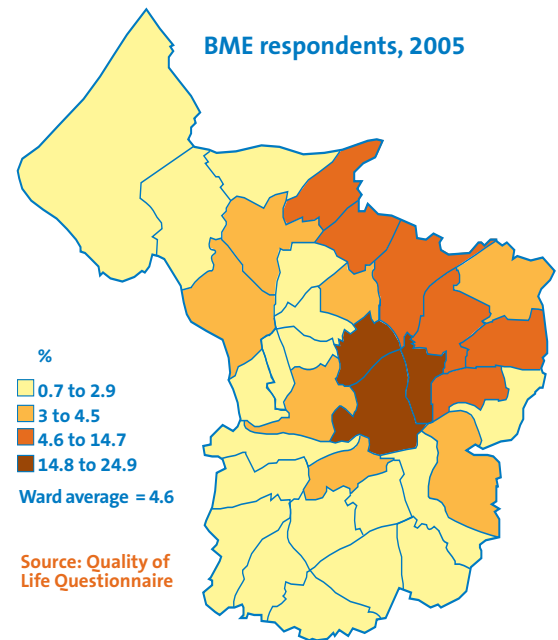 BME respondents, 2005
%
0.7 to 2.9
3 to 4.5
4.6 to 14.7
14.8 to 24.9
Ward average = 4.6
Source: Quality of
Life Questionnaire